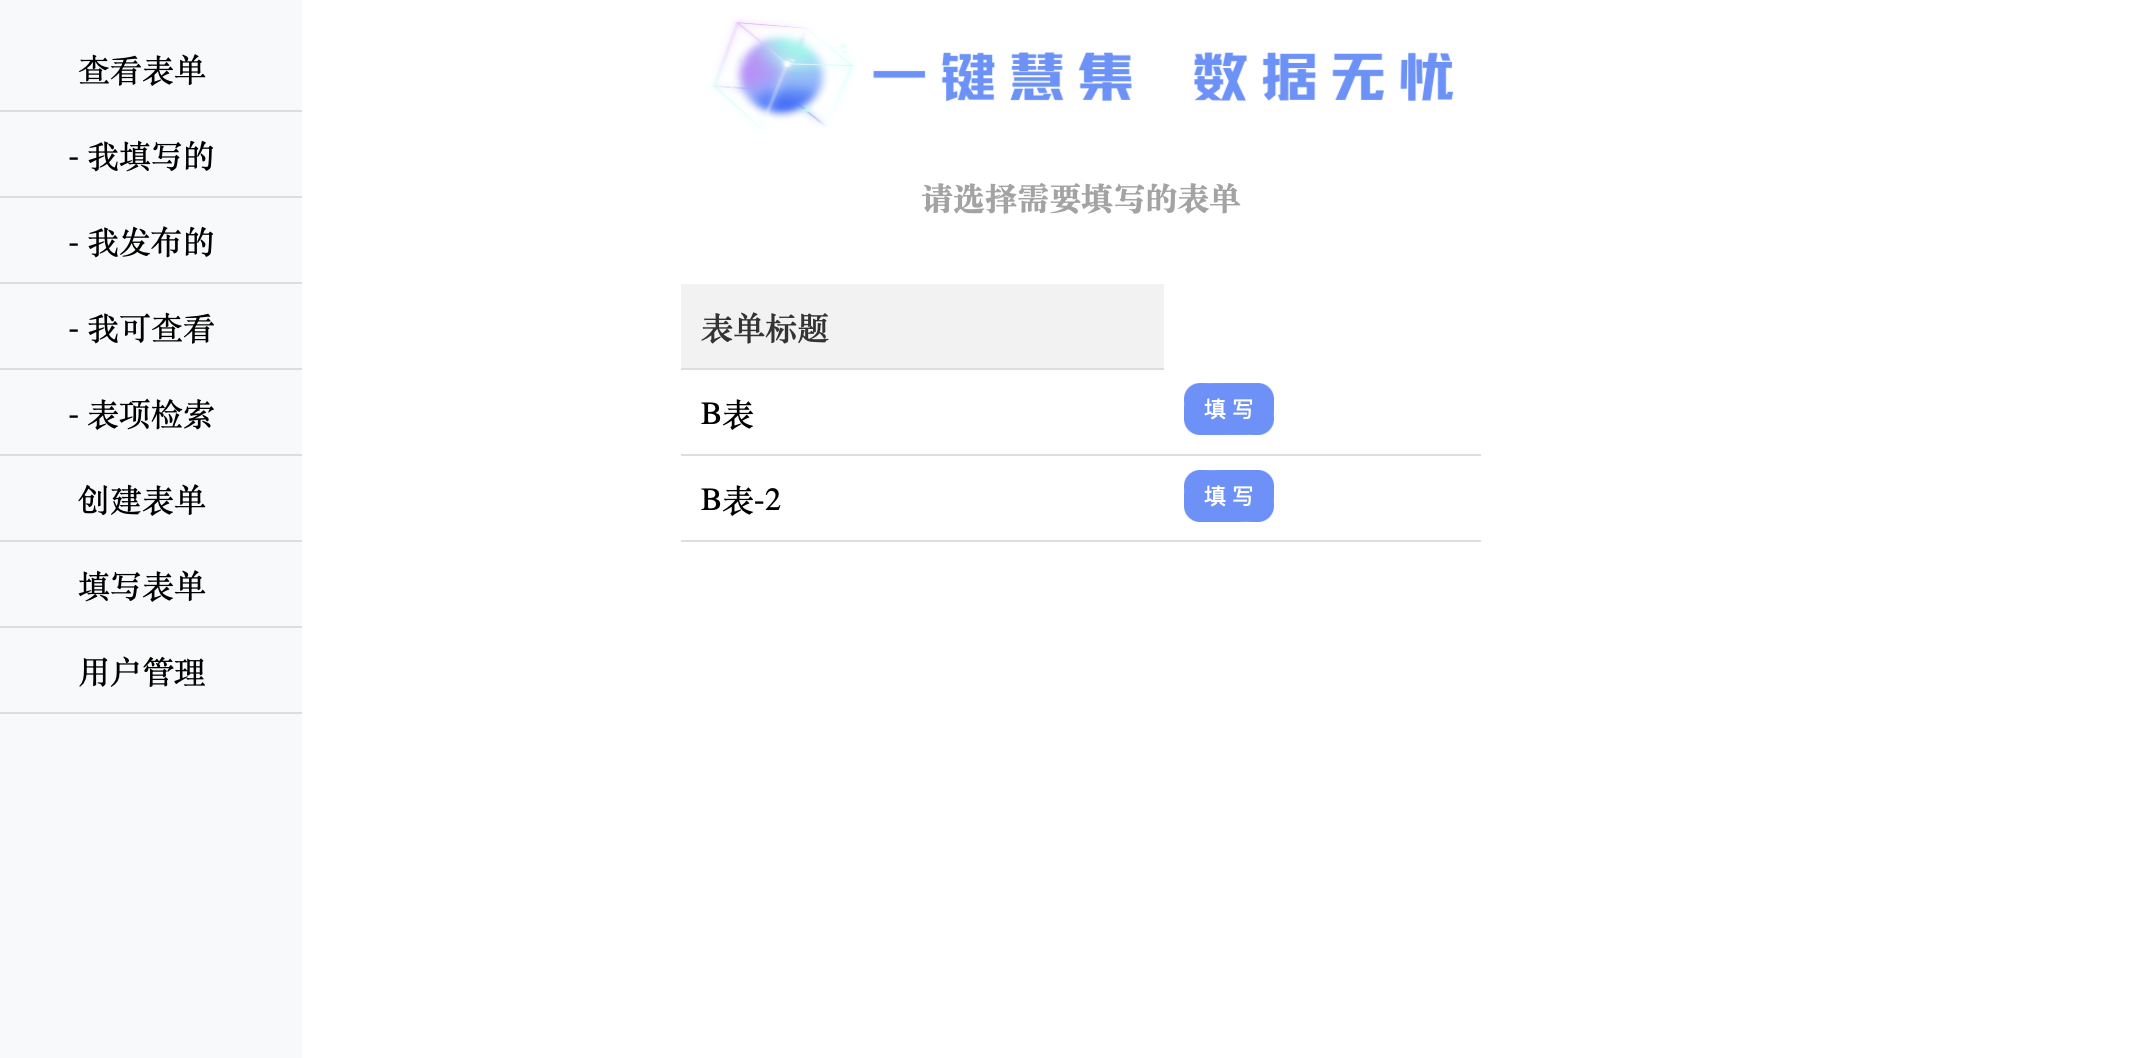 查看表单
- 我填写的
- 我发布的
- 我可查看
- 表项检索
创建表单
填写表单
用户管理
一键慧集 数据无忧
请选择需要填写的表单
表单标题
B表 填写
B表-2 填写